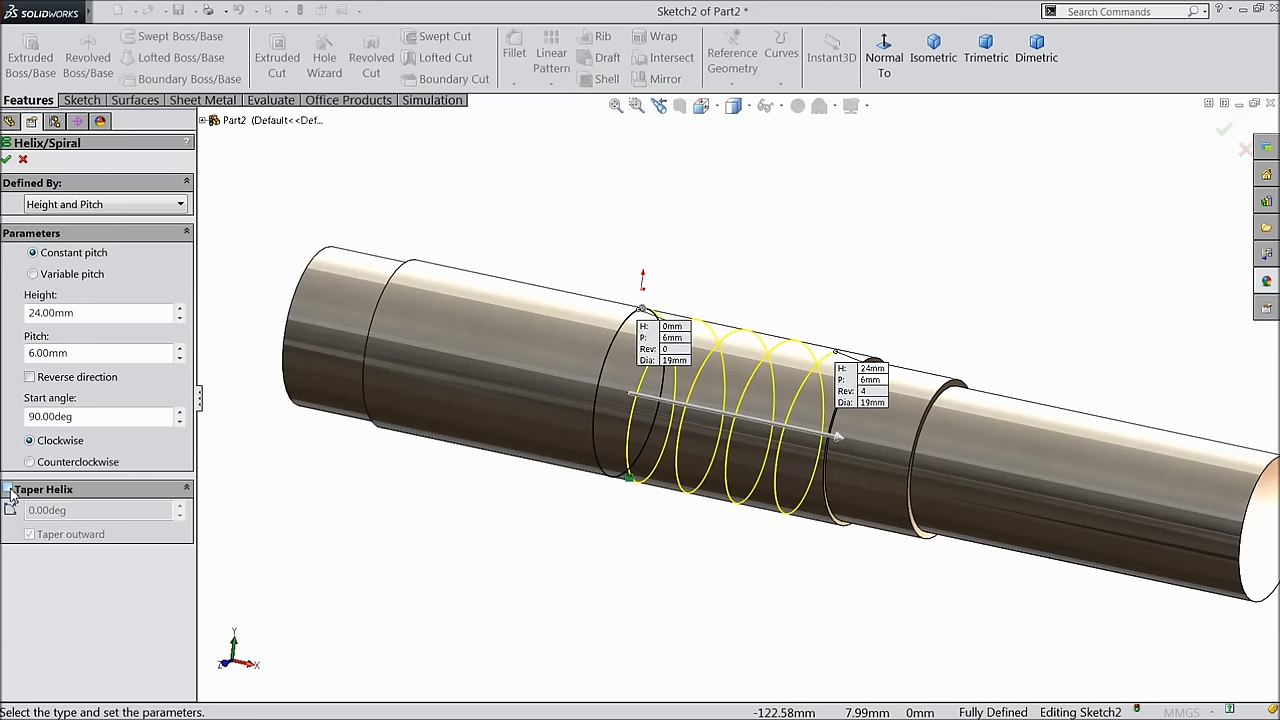 SOLIDWORKS
Sketch2 of Part2 *
Search Commands
Extruded Boss/Base
Revolved Boss/Base
Swept Boss/Base
Lofted Boss/Base
Boundary Boss/Base
Extruded Cut
Hole Wizard
Revolved Cut
Swept Cut
Lofted Cut
Boundary Cut
Fillet
Linear Pattern
Rib
Draft
Shell
Wrap
Intersect
Mirror
Reference Geometry
Curves
Instant3D
Normal To
Isometric
Trimetric
Dimetric
Features
Sketch
Surfaces
Sheet Metal
Evaluate
Office Products
Simulation
Part2 (Default<<Def...
Helix/Spiral
?
Defined By:
Height and Pitch
Parameters
Constant pitch
Variable pitch
Height:
24.00mm
Pitch:
6.00mm
Reverse direction
Start angle:
90.00deg
Clockwise
Counterclockwise
Taper Helix
0.00deg
Taper outward
H: 0mm
P: 6mm
Rev: 0
Dia: 19mm
H: 24mm
P: 6mm
Rev: 4
Dia: 19mm
Y
Z
X
Select the type and set the parameters.
-122.58mm
7.99mm
0mm
Fully Defined
Editing Sketch2
MMGS